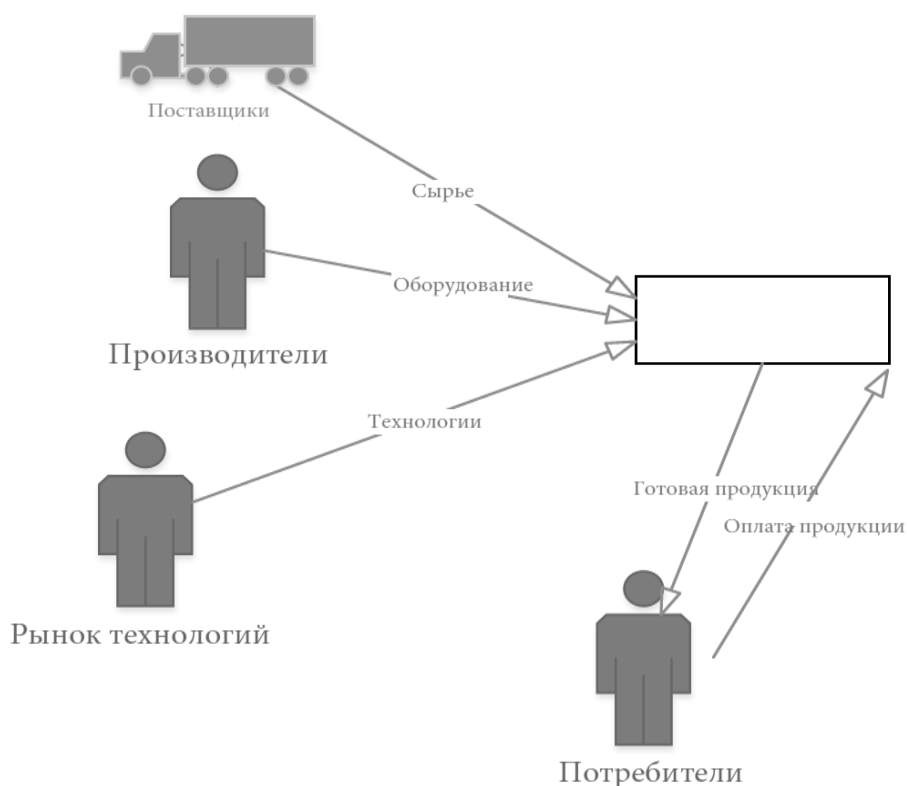 Поставщики
Сырье
Оборудование
Производители
Технологии
Готовая продукция
Оплата продукции
Рынок технологий
Потребители